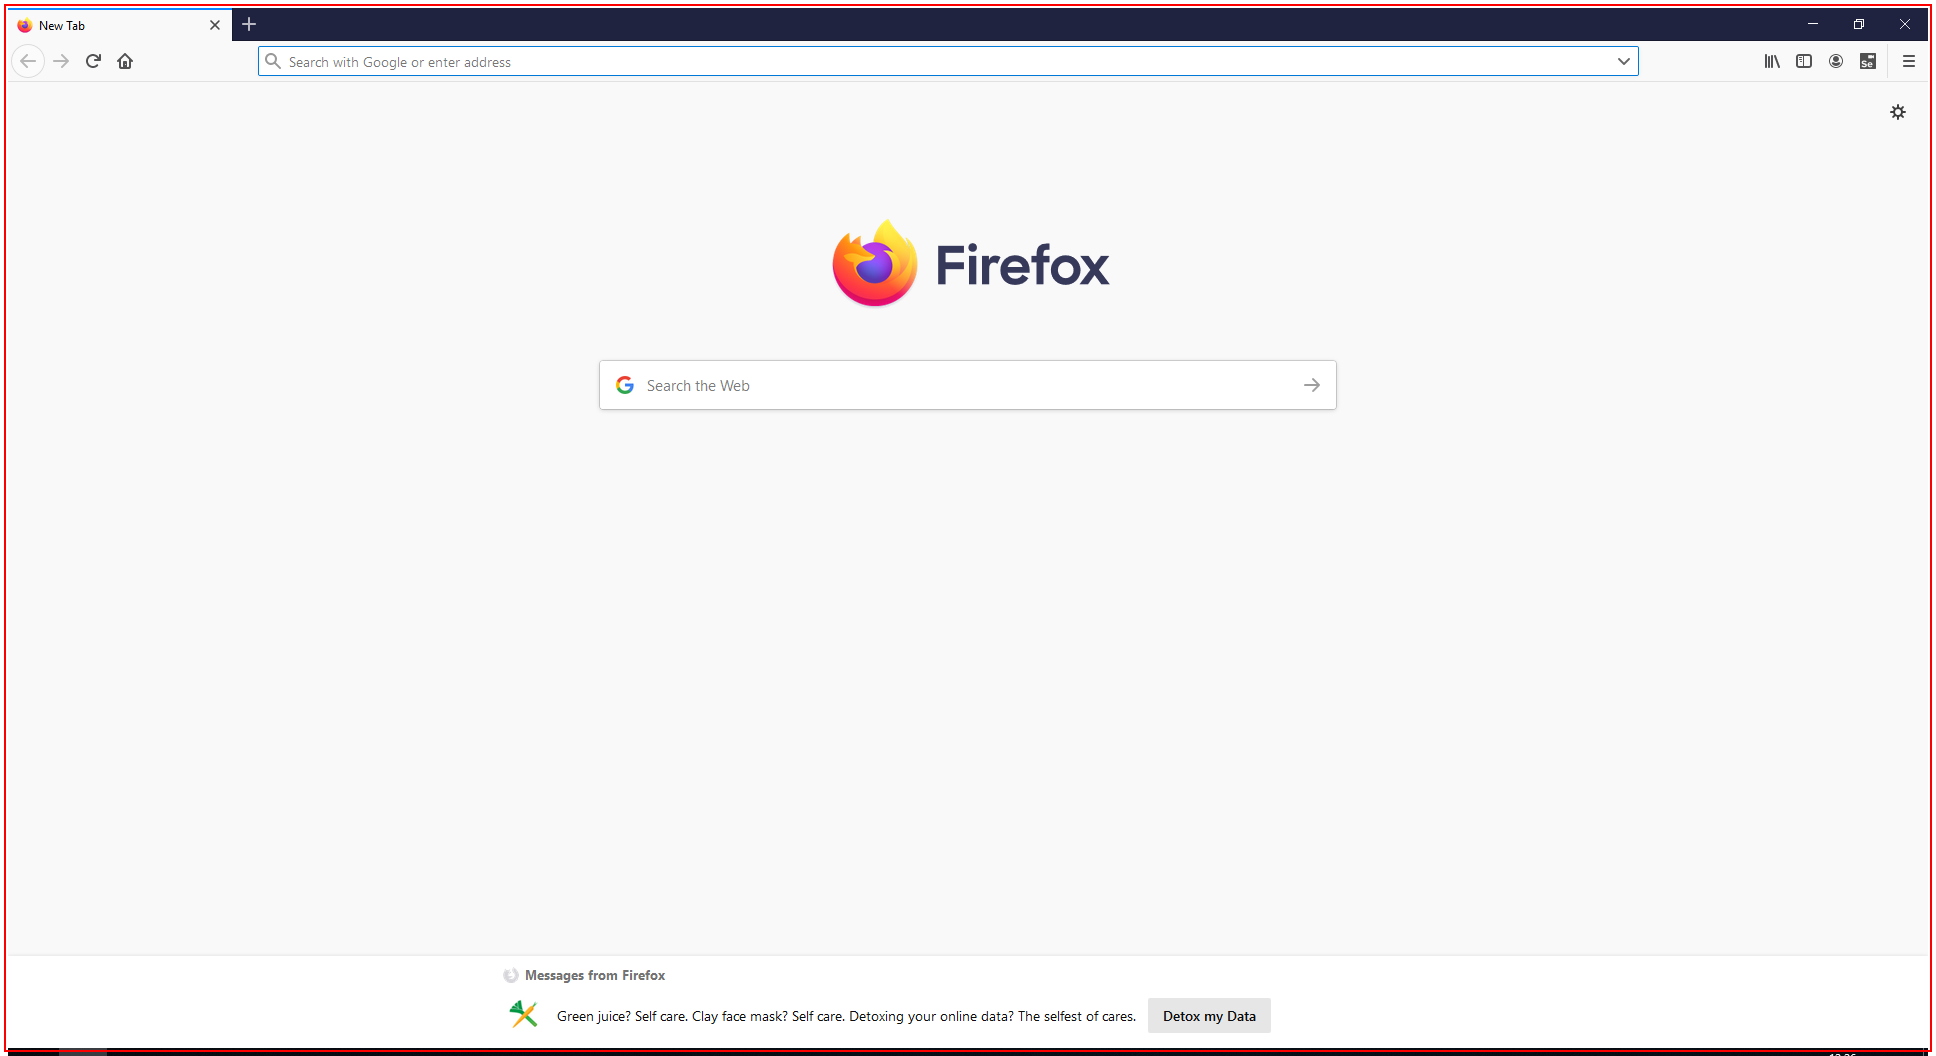 New Tab
Search with Google or enter address
Se
Firefox
Search the Web
Messages from Firefox
Green juice? Self care. Clay face mask? Self care. Detoxing your online data? The selfest of cares.
Detox my Data